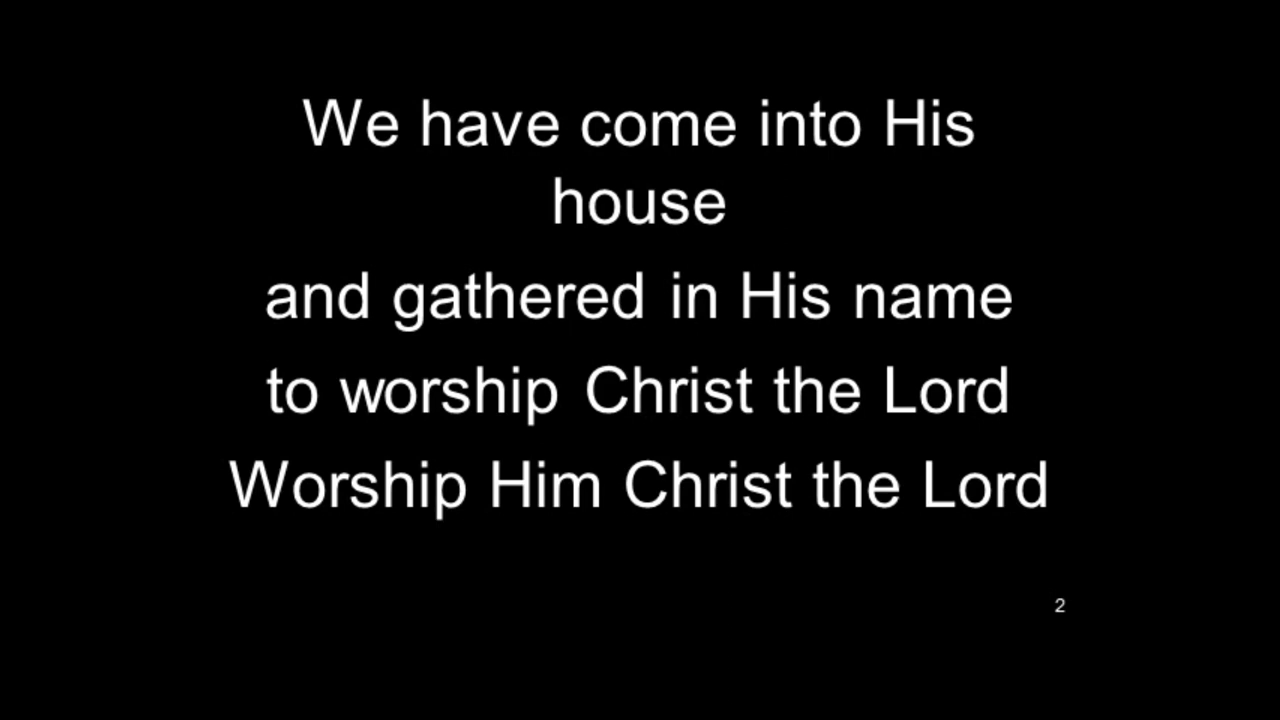 We have come into His
house
and gathered in His name
to worship Christ the Lord
Worship Him Christ the Lord
2